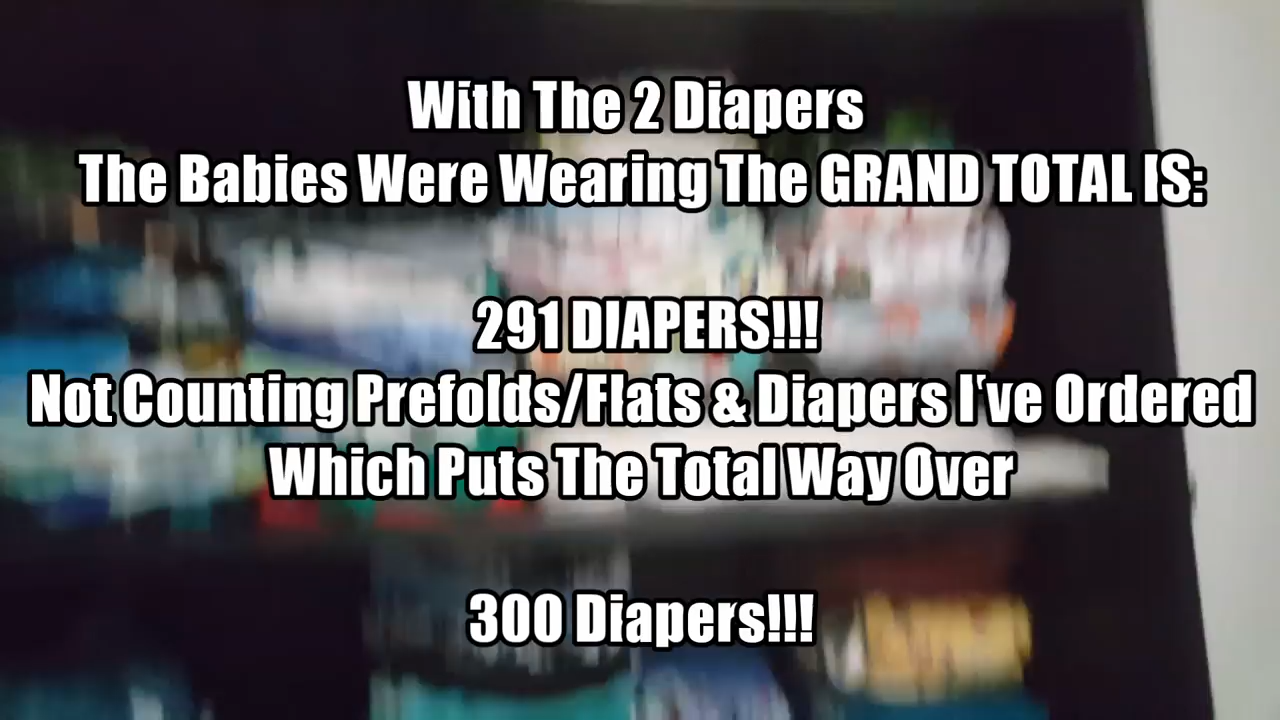 With The 2 Diapers
The Babies Were Wearing The GRAND TOTAL IS:
291 DIAPERS!!!
Not Counting Prefolds/Flats & Diapers I've Ordered
Which Puts The Total Way Over
300 Diapers!!!